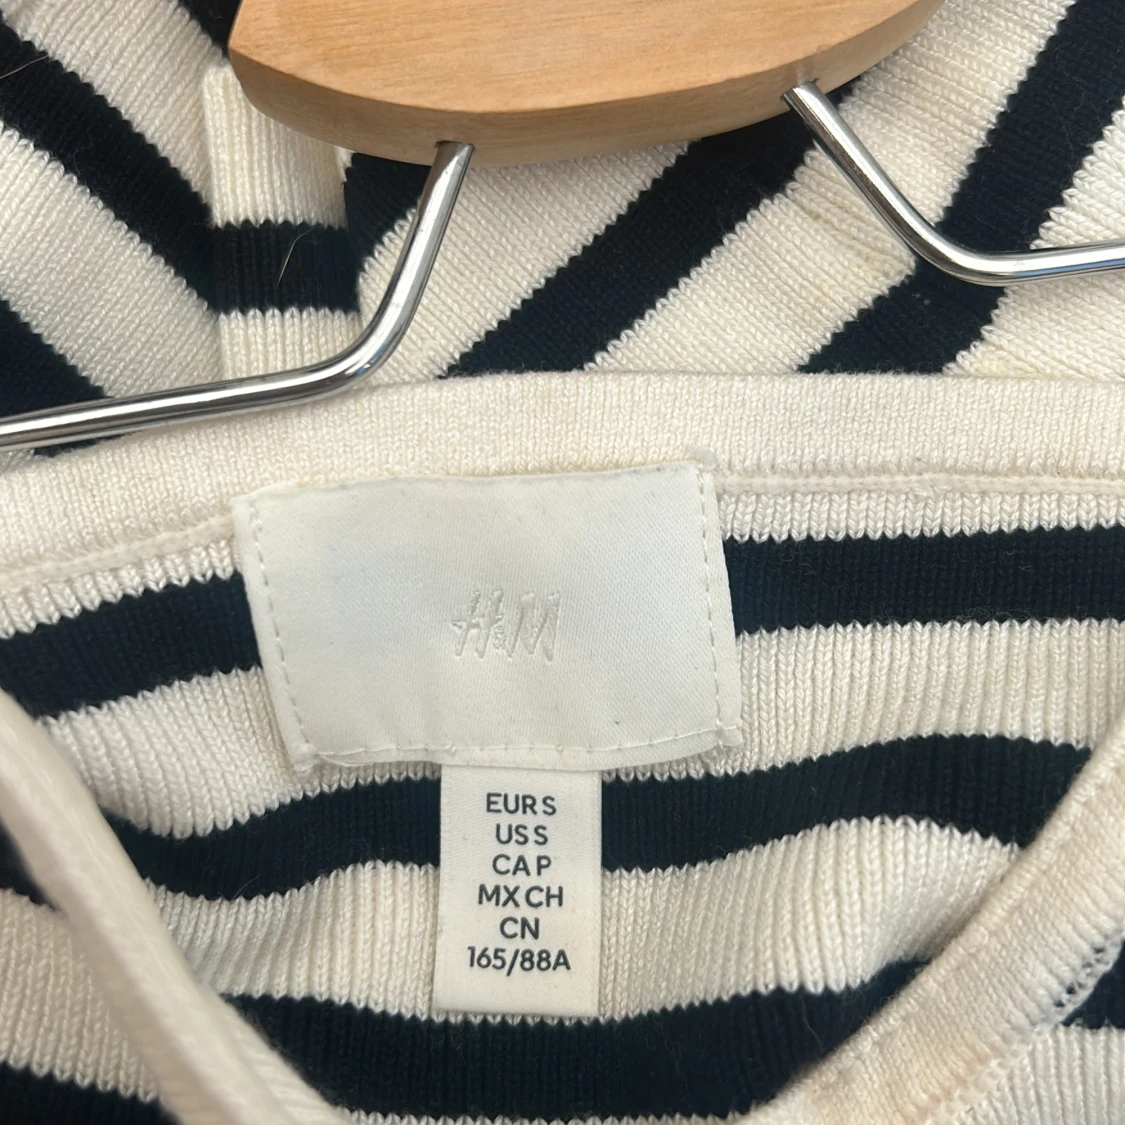 H&M
EUR S
US S
CA P
MX CH
CN
165/88A